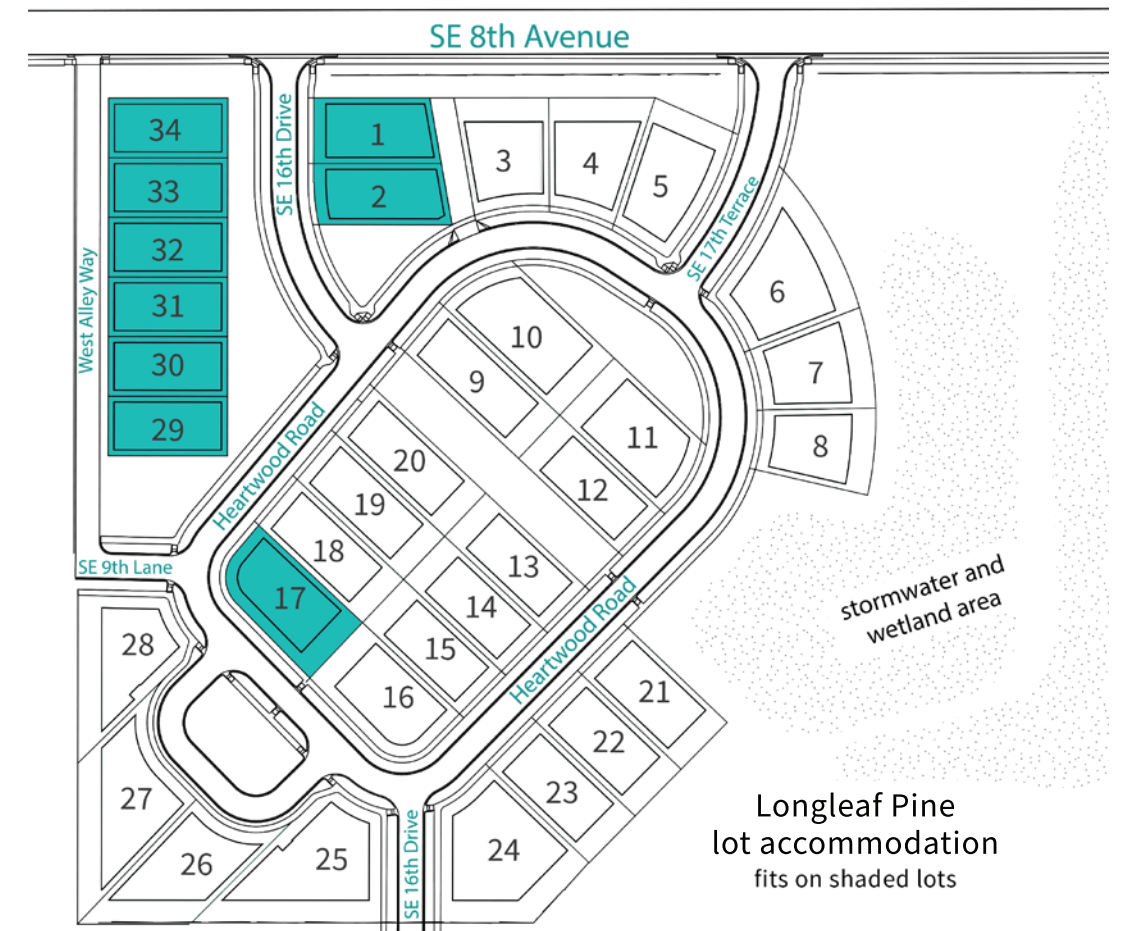 SE 8th Avenue
34
33
32
31
30
29
West Alley Way
SE 16th Drive
1
2
3
4
5
SE 17th Terrace
6
7
8
10
9
11
12
20
19
18
17
13
14
15
16
Heartwood Road
Heartwood Road
SE 9th Lane
28
27
26
25
SE 16th Drive
24
23
22
21
stormwater and
wetland area
Longleaf Pine
lot accommodation
fits on shaded lots